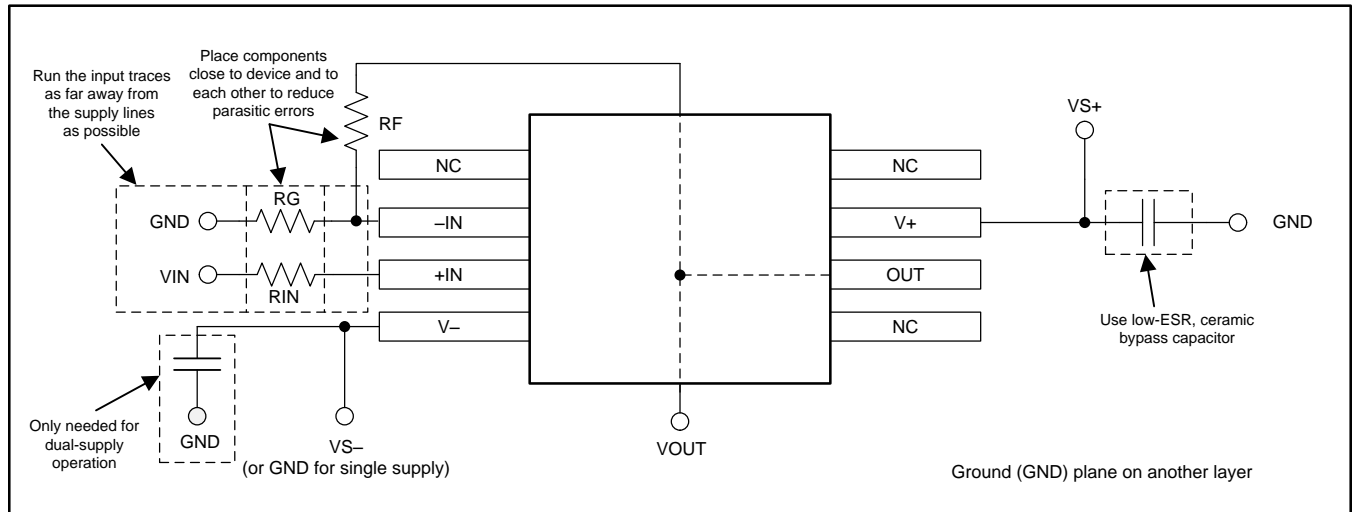 Place components
close to device and to
each other to reduce
parasitic errors
Run the input traces
as far away from
the supply lines
as possible
RF
VS+
NC
NC
RG
GND
–IN
V+
GND
VIN
+IN
OUT
RIN
V–
NC
Use low-ESR, ceramic
bypass capacitor
Only needed for
dual-supply
operation
GND
VS–
(or GND for single supply)
VOUT
Ground (GND) plane on another layer